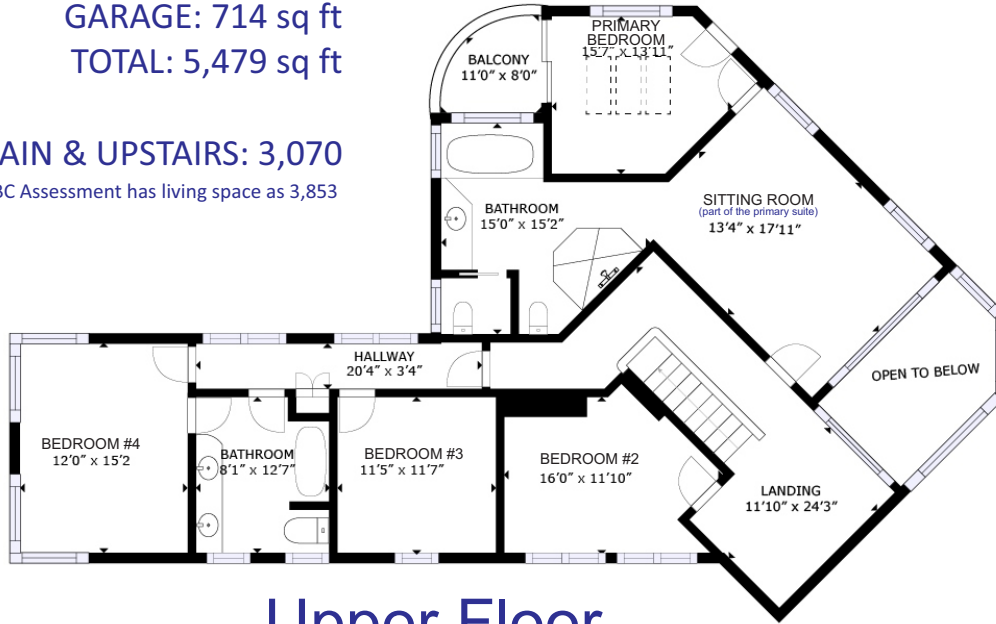 GARAGE: 714 sq ft
TOTAL: 5,479 sq ft
AIN & UPSTAIRS: 3,070
BC Assessment has living space as 3,853
PRIMARY
BEDROOM
15'7" x 13'11"
BALCONY
11'0" x 8'0"
BATHROOM
15'0" x 15'2"
SITTING ROOM
(part of the primary suite)
13'4" x 17'11"
OPEN TO BELOW
HALLWAY
20'4" x 3'4"
BEDROOM #4
12'0" x 15'2
BATHROOM
8'1" x 12'7"
BEDROOM #3
11'5" x 11'7"
BEDROOM #2
16'0" x 11'10"
LANDING
11'10" x 24'3"
Upper Floor